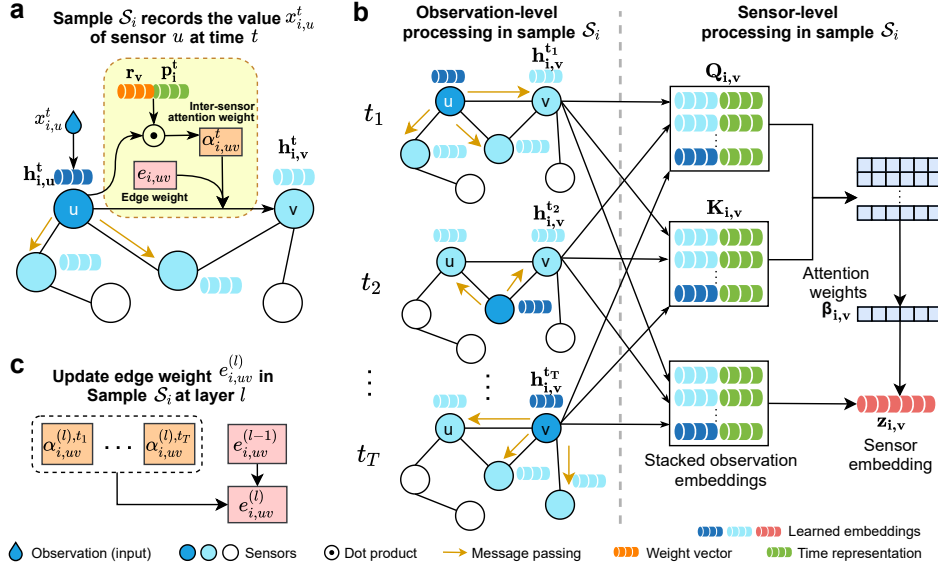 a
Sample 𝒮_i records the value x^t_{i,u}
of sensor u at time t
r_v p^t_i
Inter-sensor
attention weight
x^t_{i,u}
α^t_{i,uv}
h^t_{i,u}
h^t_{i,v}
e_{i,uv}
Edge weight
u
v
b
Observation-level
processing in sample 𝒮_i
Sensor-level
processing in sample 𝒮_i
h^{t_1}_{i,v}
Q_{i,v}
u
v
t_1
⋮
h^{t_2}_{i,v}
K_{i,v}
u
v
t_2
⋮
⋮
Attention
weights
β_{i,v}
⋮
⋮
h^{t_T}_{i,v}
u
v
t_T
⋮
Stacked observation
embeddings
z_{i,v}
Sensor
embedding
c
Update edge weight e^{(l)}_{i,uv} in
Sample 𝒮_i at layer l
α^{(l),t_1}_{i,uv} ... α^{(l),t_T}_{i,uv} e^{(l-1)}_{i,uv}
e^{(l)}_{i,uv}
Learned embeddings
Observation (input) Sensors Dot product Message passing Weight vector Time representation